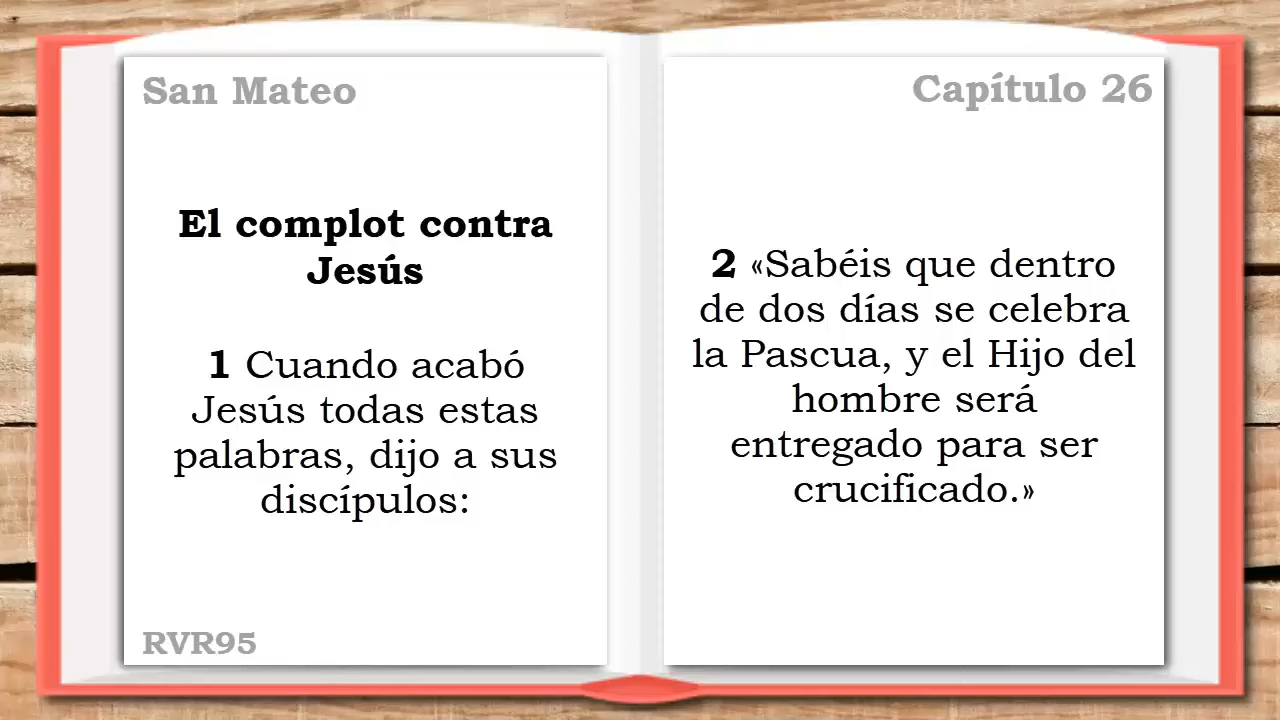 San Mateo
El complot contra
Jesús
1 Cuando acabó
Jesús todas estas
palabras, dijo a sus
discípulos:
RVR95
Capítulo 26
2 «Sabéis que dentro
de dos días se celebra
la Pascua, y el Hijo del
hombre será
entregado para ser
crucificado.»